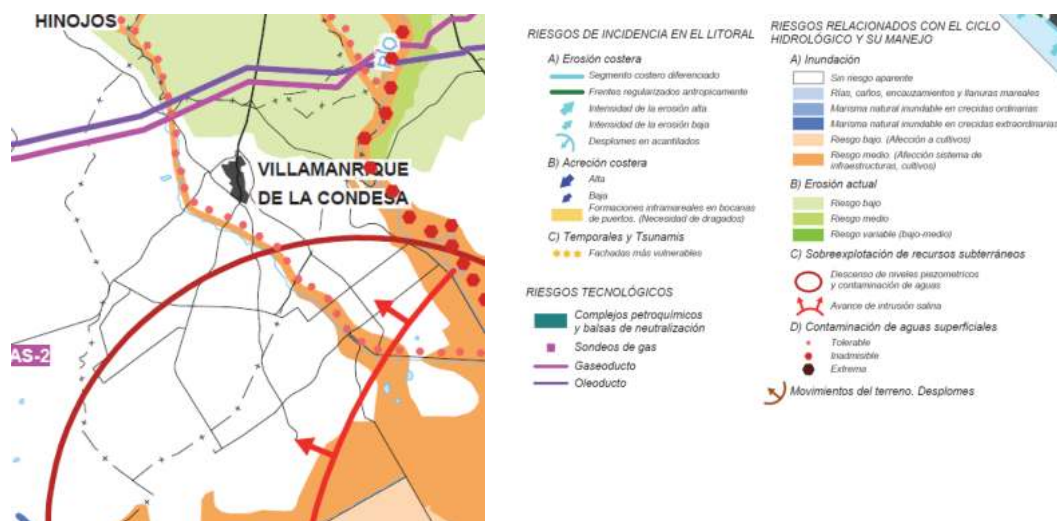 HINOJOS
Río
VILLAMANRIQUE
DE LA CONDESA
AS-2
RIESGOS DE INCIDENCIA EN EL LITORAL
A) Erosión costera
Segmento costero diferenciado
Frentes regularizados antropicamente
Intensidad de la erosión alta
Intensidad de la erosión baja
Desplomes en acantilados
B) Acreción costera
Alta
Baja
Formaciones inframareales en bocanas
de puertos. (Necesidad de dragados)
C) Temporales y Tsunamis
Fachadas más vulnerables
RIESGOS TECNOLÓGICOS
Complejos petroquímicos
y balsas de neutralización
Sondeos de gas
Gaseoducto
Oleoducto
RIESGOS RELACIONADOS CON EL CICLO
HIDROLÓGICO Y SU MANEJO
A) Inundación
Sin riesgo aparente
Rías, caños, encauzamientos y llanuras mareales
Marisma natural inundable en crecidas ordinarias
Marisma natural inundable en crecidas extraordinarias
Riesgo bajo. (Afección a cultivos)
Riesgo medio. (Afección sistema de
infraestructuras, cultivos)
B) Erosión actual
Riesgo bajo
Riesgo medio
Riesgo variable (bajo-medio)
C) Sobreexplotación de recursos subterráneos
Descenso de niveles piezometricos
y contaminación de aguas
Avance de intrusión salina
D) Contaminación de aguas superficiales
Tolerable
Inadmisible
Extrema
Movimientos del terreno. Desplomes